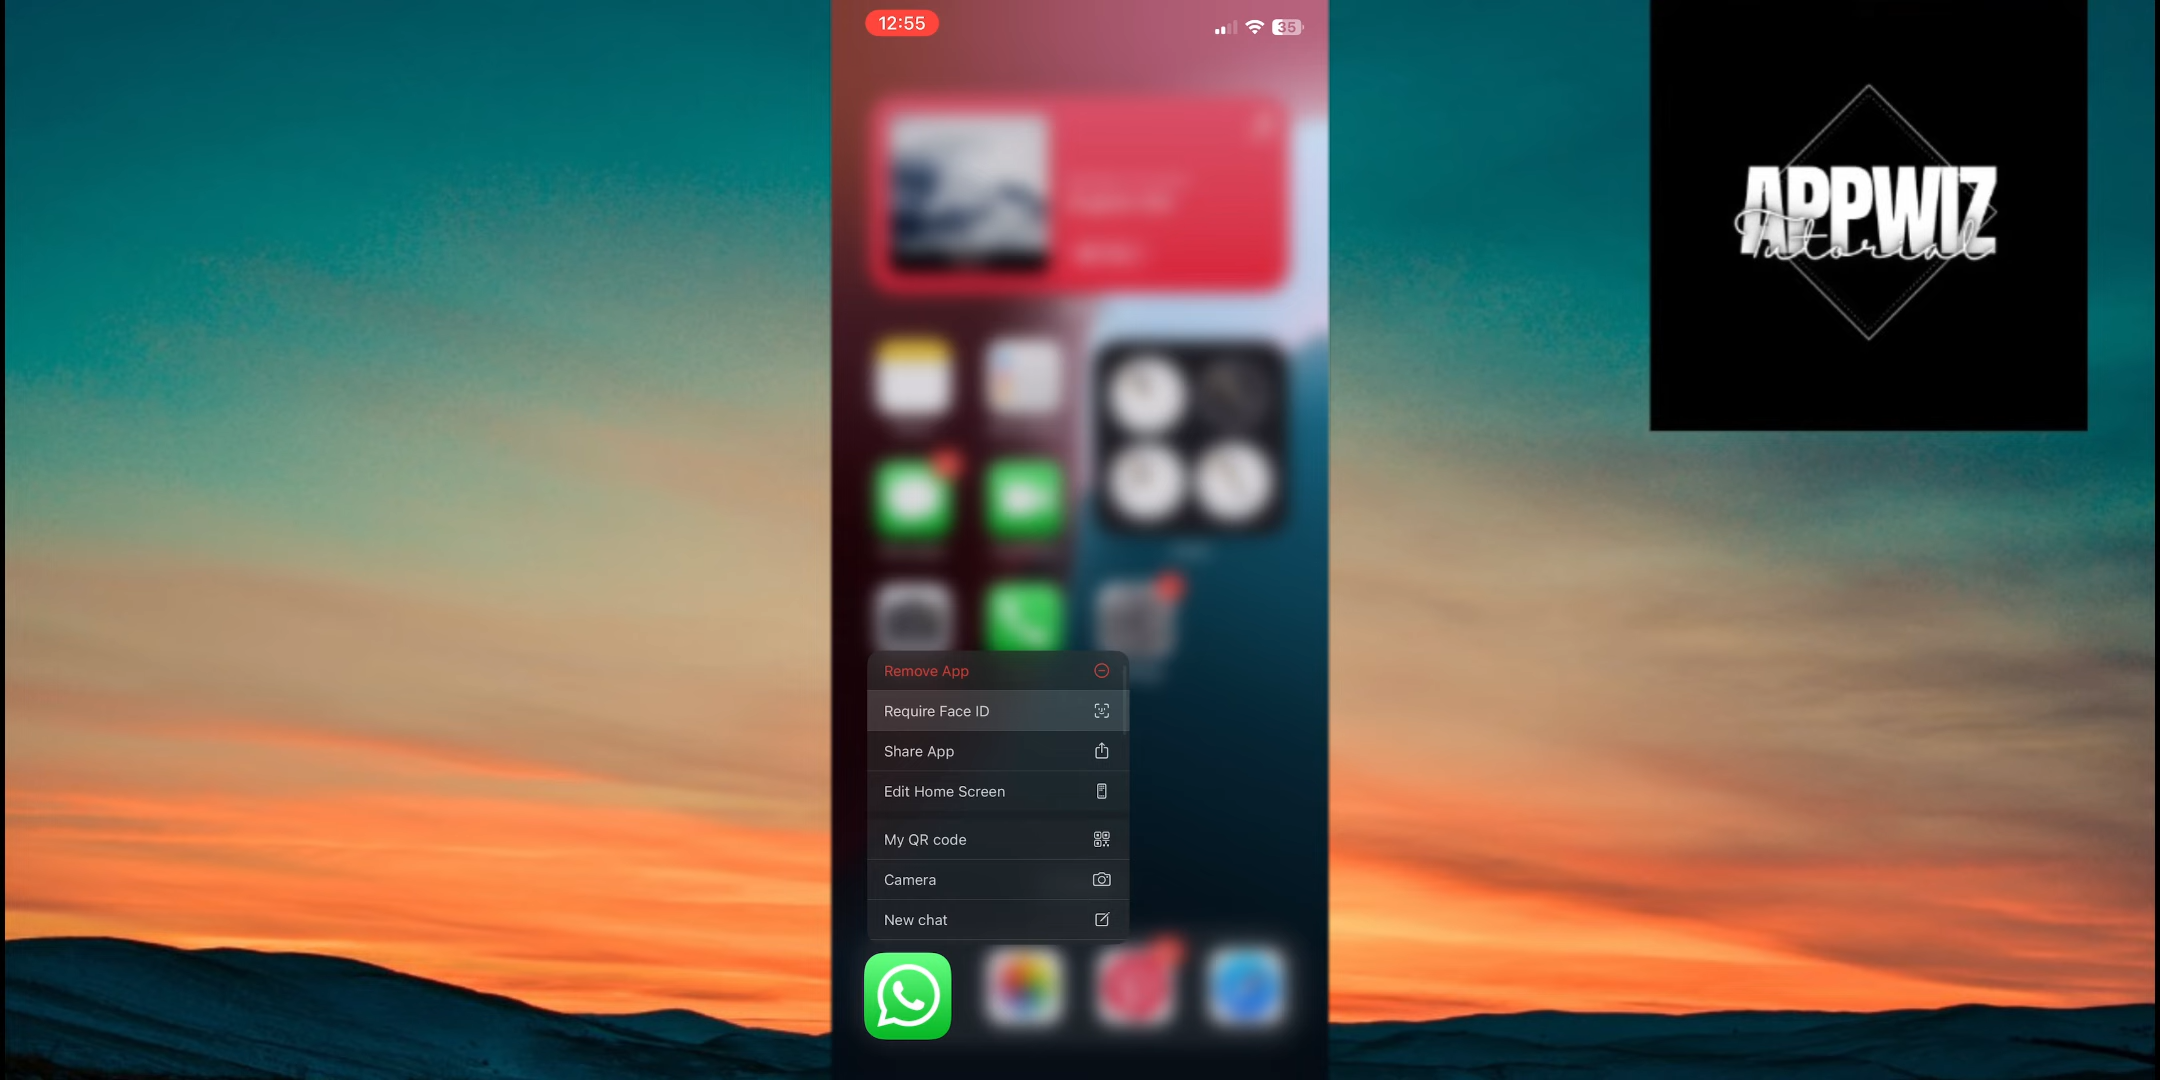 12:55
35
APPWIZ
Tutorial
Remove App
Require Face ID
Share App
Edit Home Screen
My QR code
Camera
New chat